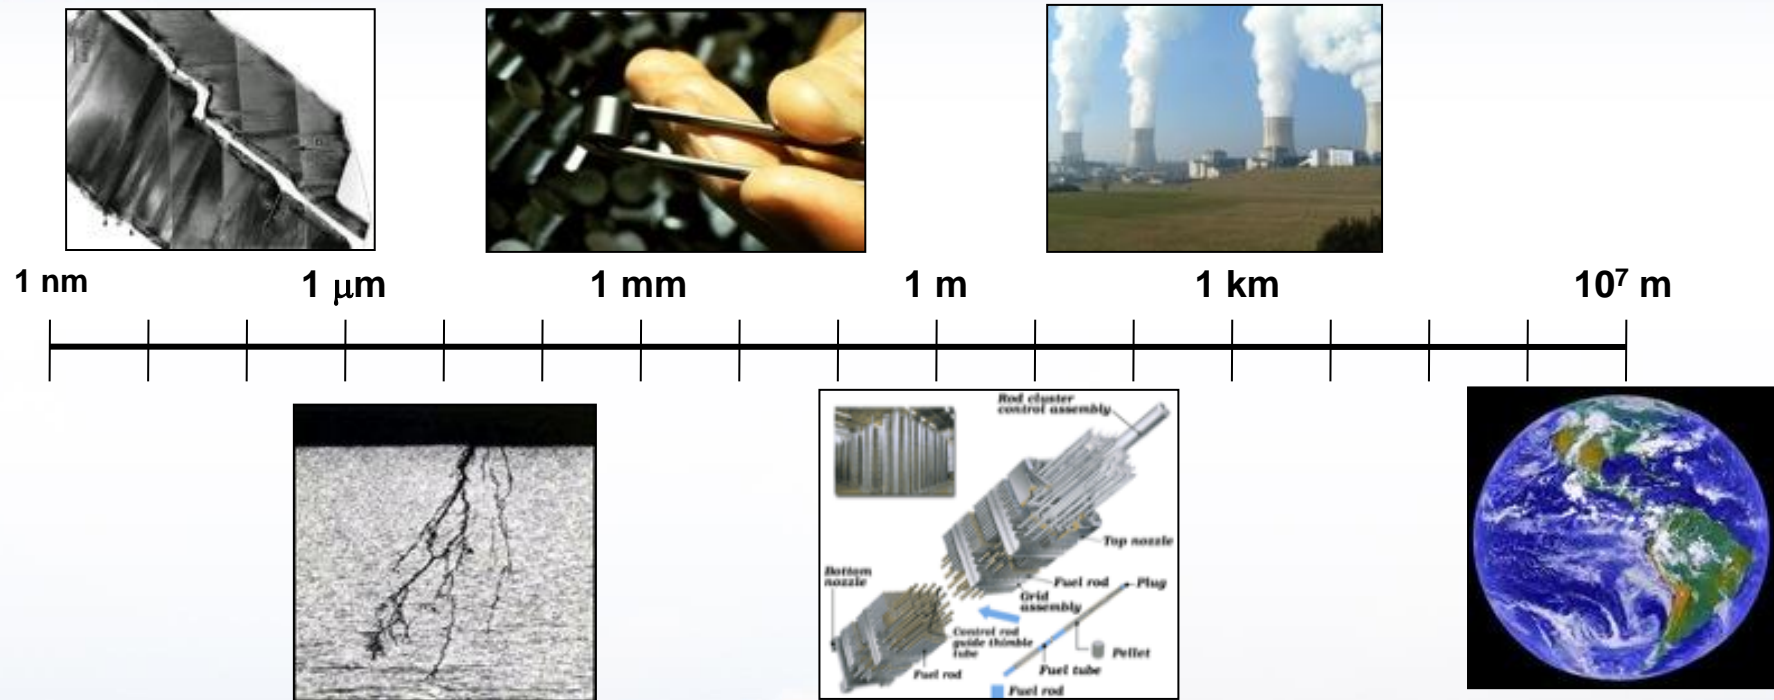 1 nm
1 μm
1 mm
1 m
1 km
10⁷ m
Rod cluster
control assembly
Top nozzle
Bottom
nozzle
Fuel rod
Plug
Grid
assembly
Control rod
guide thimble
tube
Pellet
Fuel tube
Fuel rod
Fuel rod